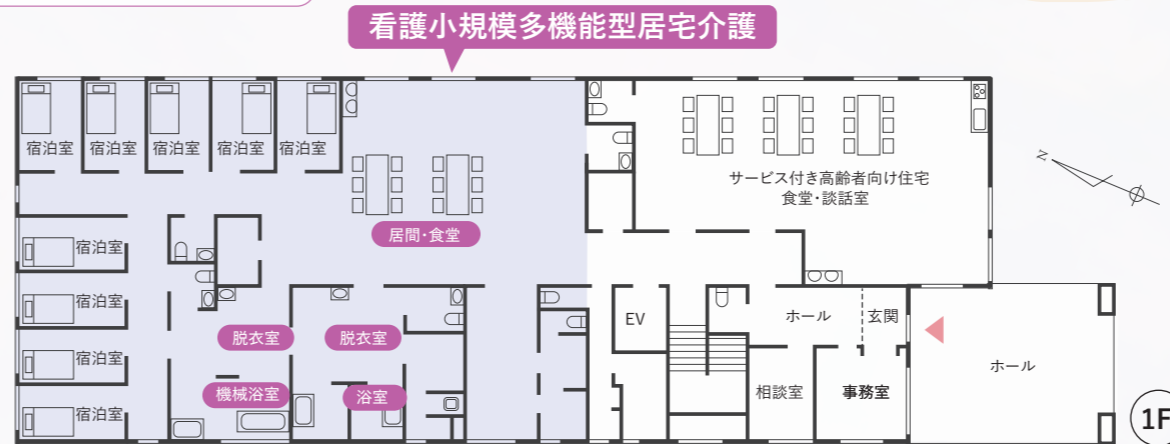 看護小規模多機能型居宅介護
宿泊室
宿泊室
宿泊室
宿泊室
宿泊室
サービス付き高齢者向け住宅
食堂・談話室
N
居間・食堂
宿泊室
宿泊室
宿泊室
宿泊室
脱衣室
脱衣室
機械浴室
浴室
EV
ホール
玄関
相談室
事務室
ホール
1F